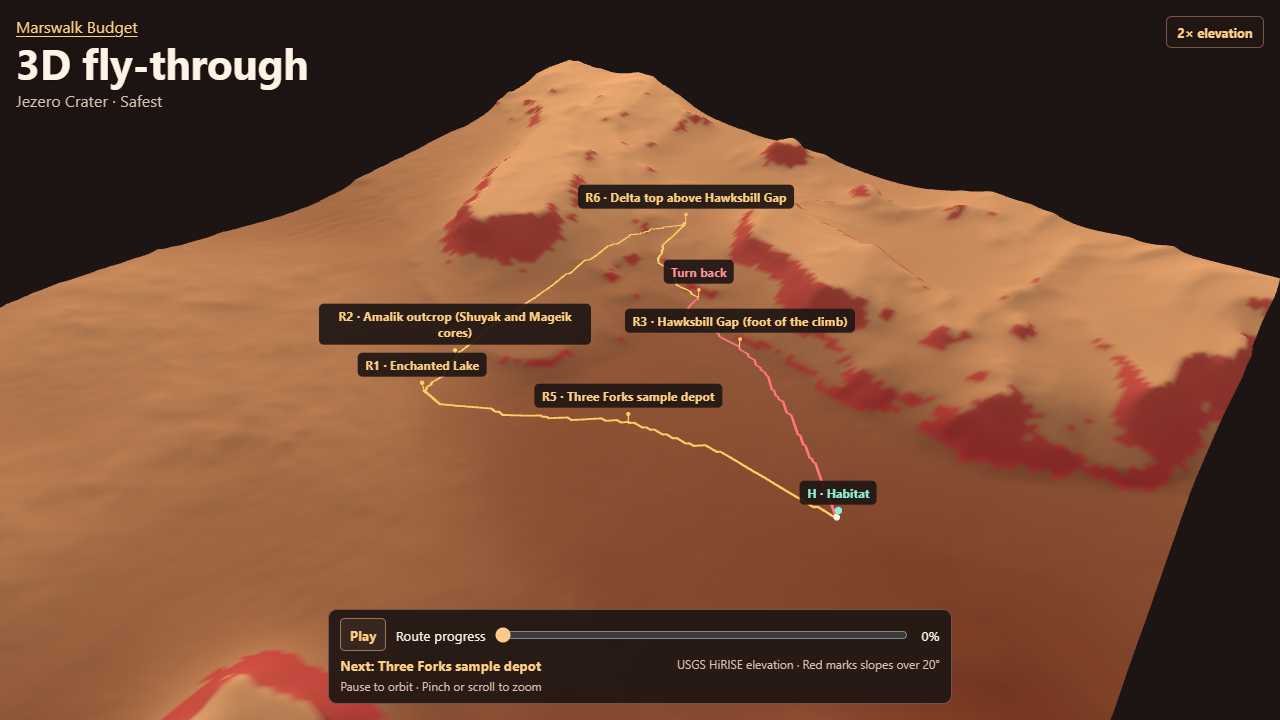 Marswalk Budget
3D fly-through
Jezero Crater · Safest
2× elevation
R6 · Delta top above Hawksbill Gap
Turn back
R2 · Amalik outcrop (Shuyak and Mageik
cores)
R3 · Hawksbill Gap (foot of the climb)
R1 · Enchanted Lake
R5 · Three Forks sample depot
H · Habitat
Play
Route progress
0%
Next: Three Forks sample depot
USGS HiRISE elevation · Red marks slopes over 20°
Pause to orbit · Pinch or scroll to zoom